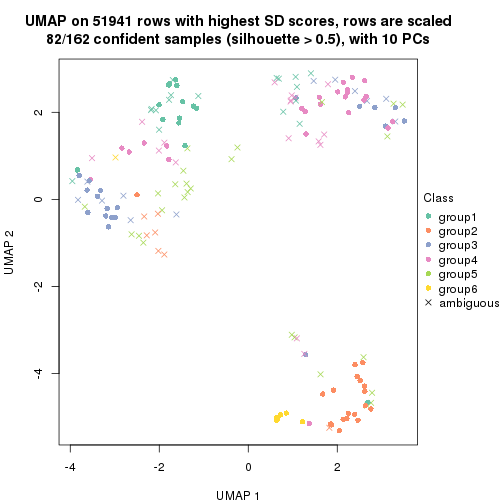 UMAP on 51941 rows with highest SD scores, rows are scaled
82/162 confident samples (silhouette > 0.5), with 10 PCs
2
0
-2
-4
UMAP 2
-4
-2
0
2
UMAP 1
Class
group1
group2
group3
group4
group5
group6
ambiguous